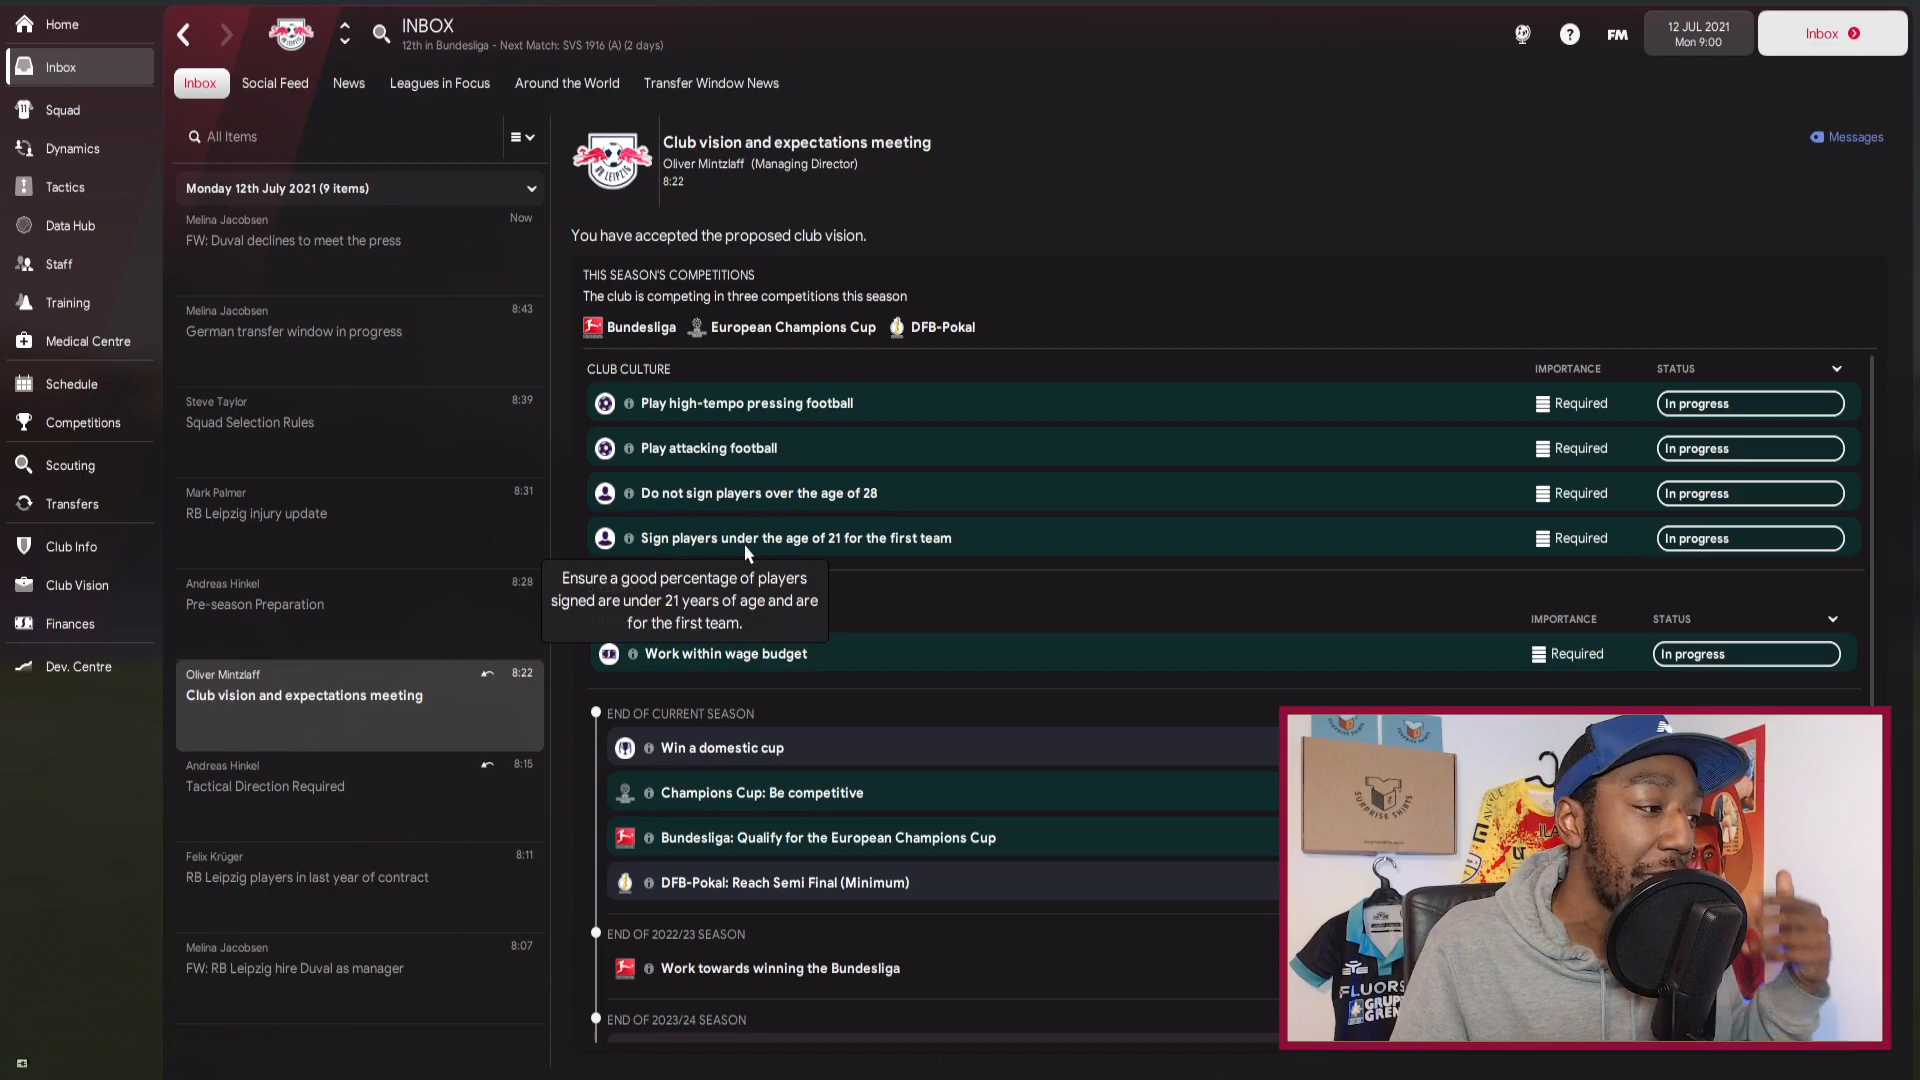 Home
Inbox
Squad
Dynamics
Tactics
Data Hub
Staff
Training
Medical Centre
Schedule
Competitions
Scouting
Transfers
Club Info
Club Vision
Finances
Dev. Centre
INBOX
12th in Bundesliga - Next Match: SVS 1916 (A) (2 days)
FM
12 JUL 2021
Mon 9:00
Inbox
Inbox
Social Feed
News
Leagues in Focus
Around the World
Transfer Window News
All Items
Monday 12th July 2021 (9 items)
Melina Jacobsen
Now
FW: Duval declines to meet the press
Melina Jacobsen
8:43
German transfer window in progress
Steve Taylor
8:39
Squad Selection Rules
Mark Palmer
8:31
RB Leipzig injury update
Andreas Hinkel
8:28
Pre-season Preparation
Oliver Mintzlaff
8:22
Club vision and expectations meeting
Andreas Hinkel
8:15
Tactical Direction Required
Felix Krüger
8:11
RB Leipzig players in last year of contract
Melina Jacobsen
8:07
FW: RB Leipzig hire Duval as manager
RB LEIPZIG
Club vision and expectations meeting
Oliver Mintzlaff (Managing Director)
8:22
Messages
You have accepted the proposed club vision.
THIS SEASON'S COMPETITIONS
The club is competing in three competitions this season
Bundesliga
European Champions Cup
DFB-Pokal
CLUB CULTURE
IMPORTANCE
STATUS
Play high-tempo pressing football
Required
In progress
Play attacking football
Required
In progress
Do not sign players over the age of 28
Required
In progress
Sign players under the age of 21 for the first team
Required
In progress
Ensure a good percentage of players
signed are under 21 years of age and are
for the first team.
IMPORTANCE
STATUS
Work within wage budget
Required
In progress
END OF CURRENT SEASON
Win a domestic cup
Champions Cup: Be competitive
Bundesliga: Qualify for the European Champions Cup
DFB-Pokal: Reach Semi Final (Minimum)
END OF 2022/23 SEASON
Work towards winning the Bundesliga
END OF 2023/24 SEASON
SURPRISE SHIRTS
FLUORS
GRUP
GREN